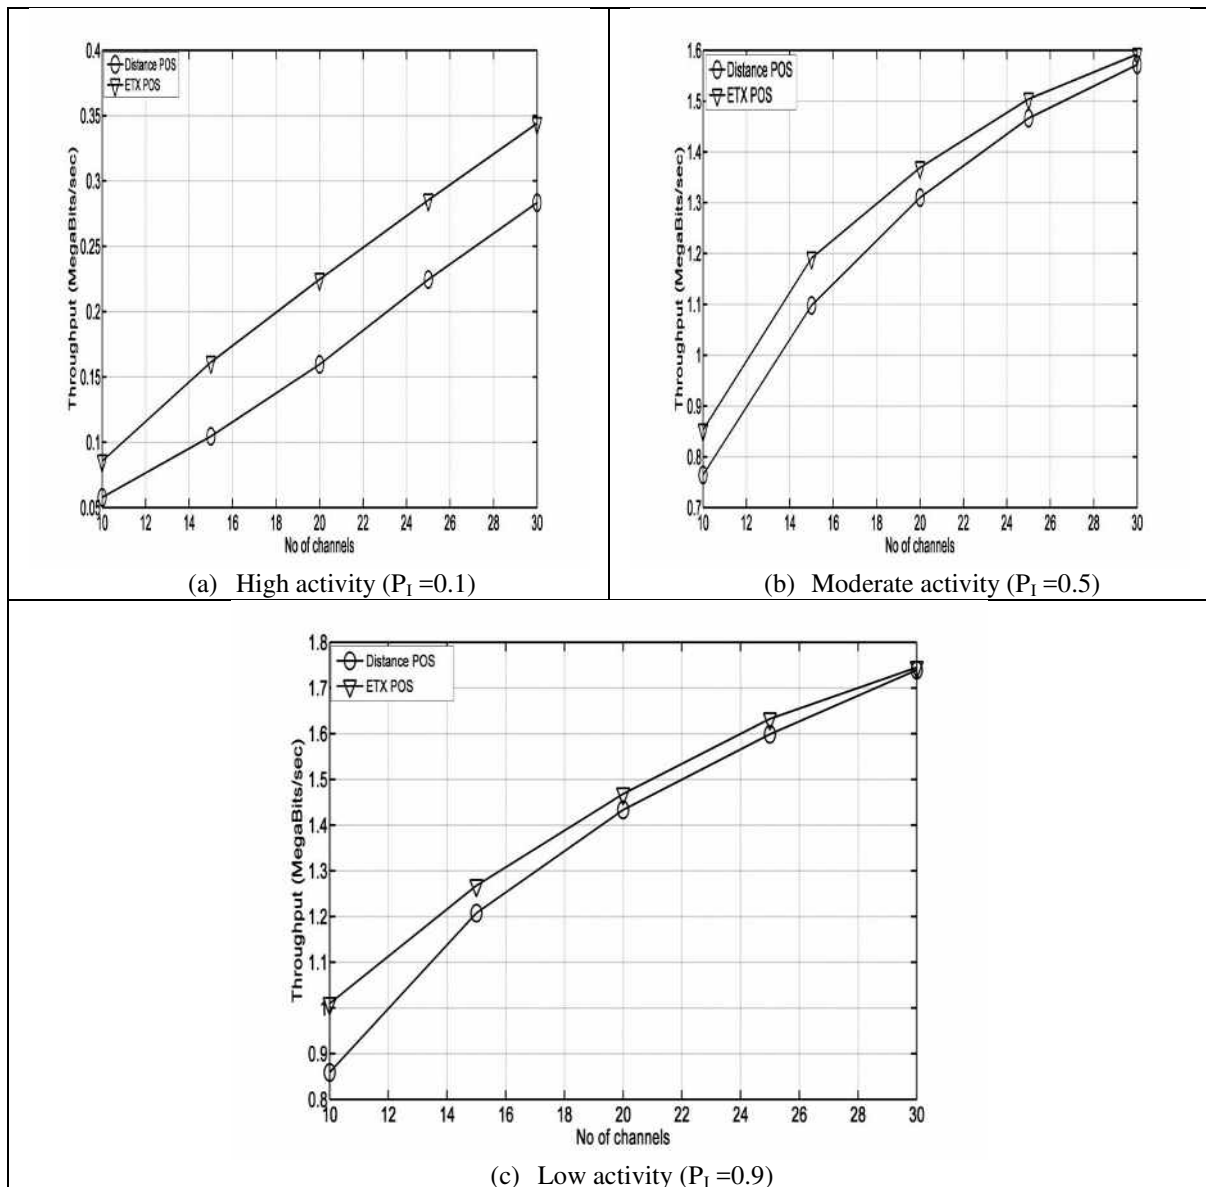 0.4
Distance POS
ETX POS
0.35
0.3
0.25
0.2
0.15
0.1
0.05
Throughput (MegaBits/sec)
10 12 14 16 18 20 22 24 26 28 30
No of channels
(a) High activity (P_I =0.1)
1.6
Distance POS
ETX POS
1.5
1.4
1.3
1.2
1.1
1
0.9
0.8
0.7
Throughput (MegaBits/sec)
10 12 14 16 18 20 22 24 26 28 30
No of channels
(b) Moderate activity (P_I =0.5)
1.8
Distance POS
ETX POS
1.7
1.6
1.5
1.4
1.3
1.2
1.1
0.9
0.8
Throughput (MegaBits/sec)
10 12 14 16 18 20 22 24 26 28 30
No of channels
(c) Low activity (P_I =0.9)